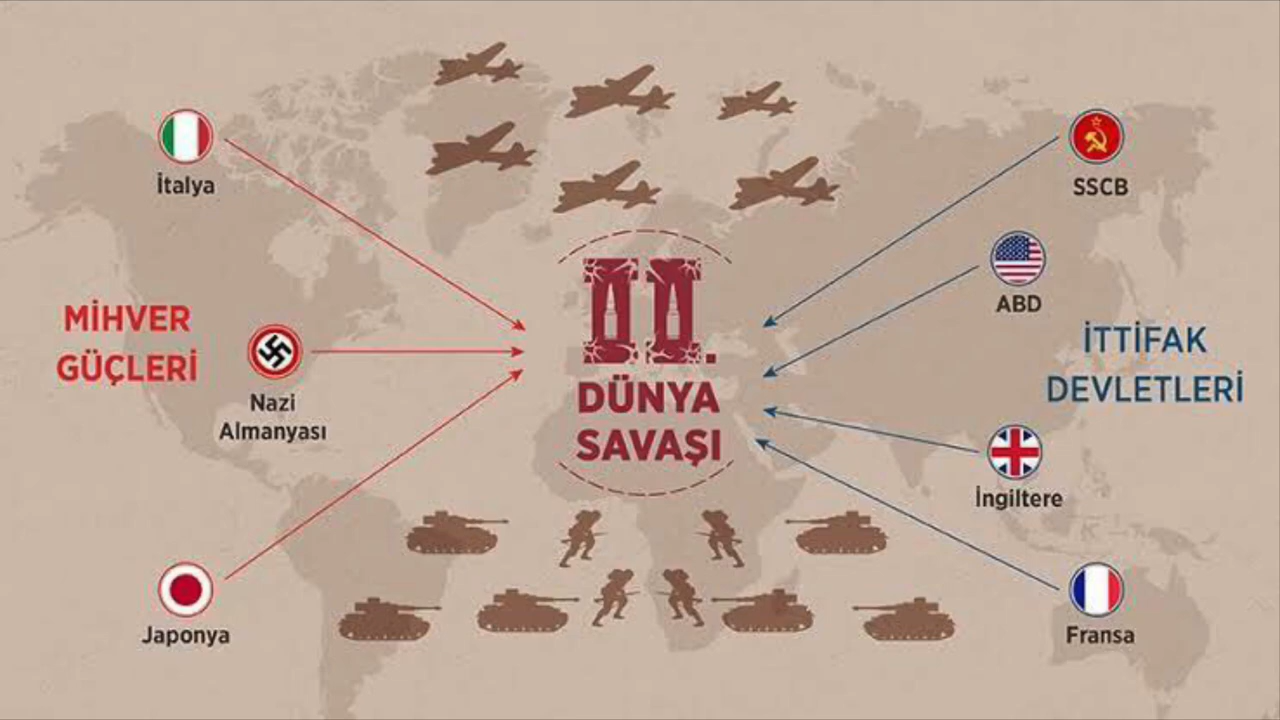 İtalya
MİHVER
GÜÇLERİ
Nazi
Almanyası
Japonya
II.
DÜNYA
SAVAŞI
SSCB
ABD
İTTİFAK
DEVLETLERİ
İngiltere
Fransa